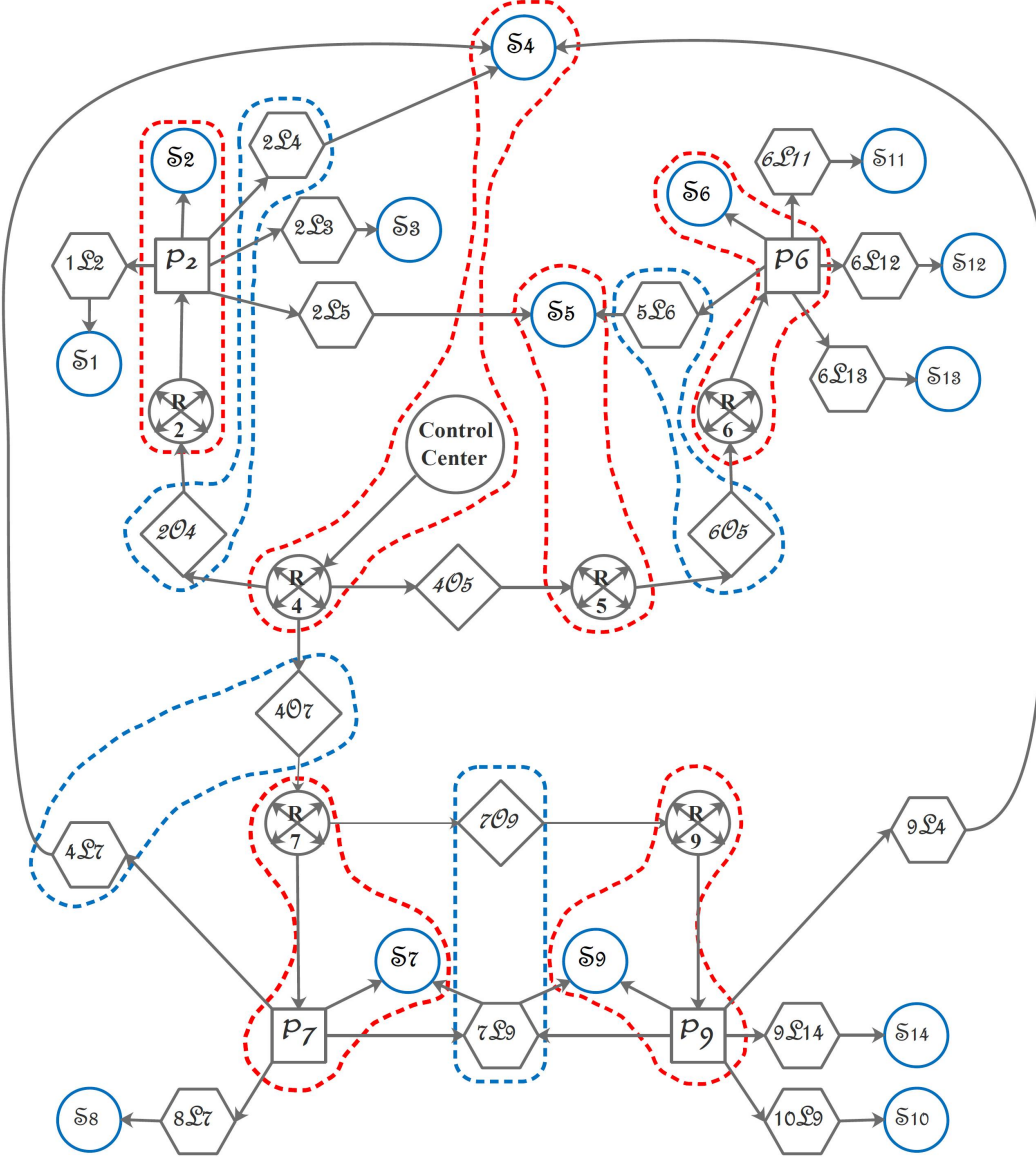 S4
2L4
S2
6L11
S11
S6
2L3
S3
1L2
P2
P6
6L12
S12
2L5
S5
5L6
S1
6L13
S13
R
2
R
6
Control
Center
2O4
6O5
R
4
4O5
R
5
4O7
R
7
7O9
R
9
4L7
9L4
S7
S9
P7
7L9
P9
9L14
S14
S8
8L7
10L9
S10